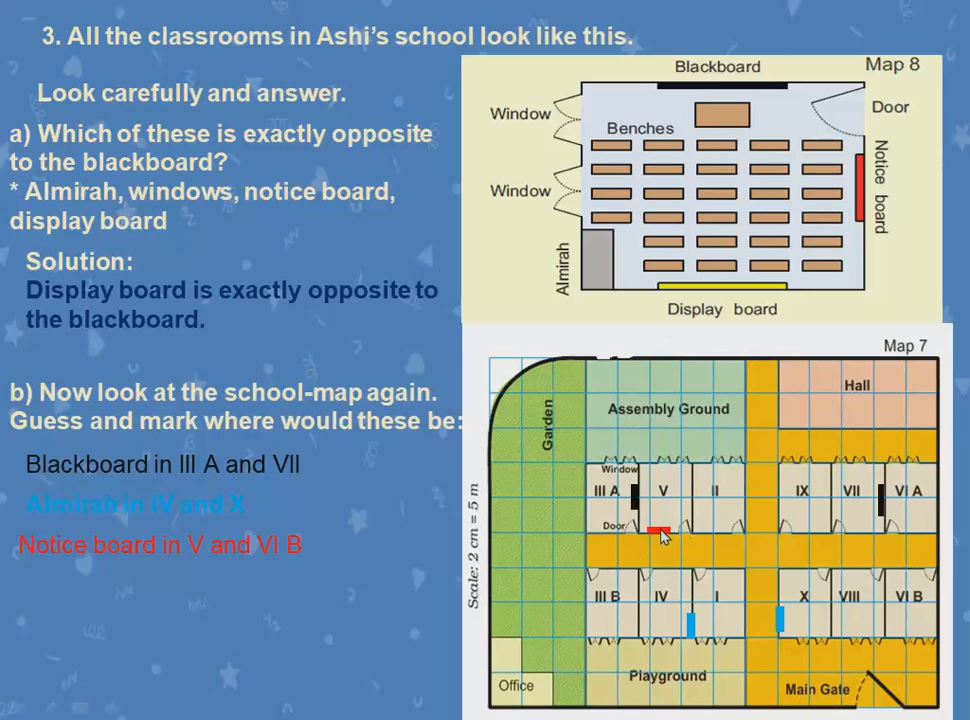 3. All the classrooms in Ashi's school look like this.
Look carefully and answer.
a) Which of these is exactly opposite
to the blackboard?
* Almirah, windows, notice board,
display board
Solution:
Display board is exactly opposite to
the blackboard.
b) Now look at the school-map again.
Guess and mark where would these be:
Blackboard in III A and VII
Almirah in IV and X
Notice board in V and VI B
Map 8
Blackboard
Window
Door
Benches
Notice board
Window
Almirah
Display board
Map 7
Hall
Assembly Ground
Garden
Window
III A
V
II
IX
VII
VI A
Door
Scale: 2 cm = 5 m
III B
IV
I
X
VIII
VI B
Office
Playground
Main Gate